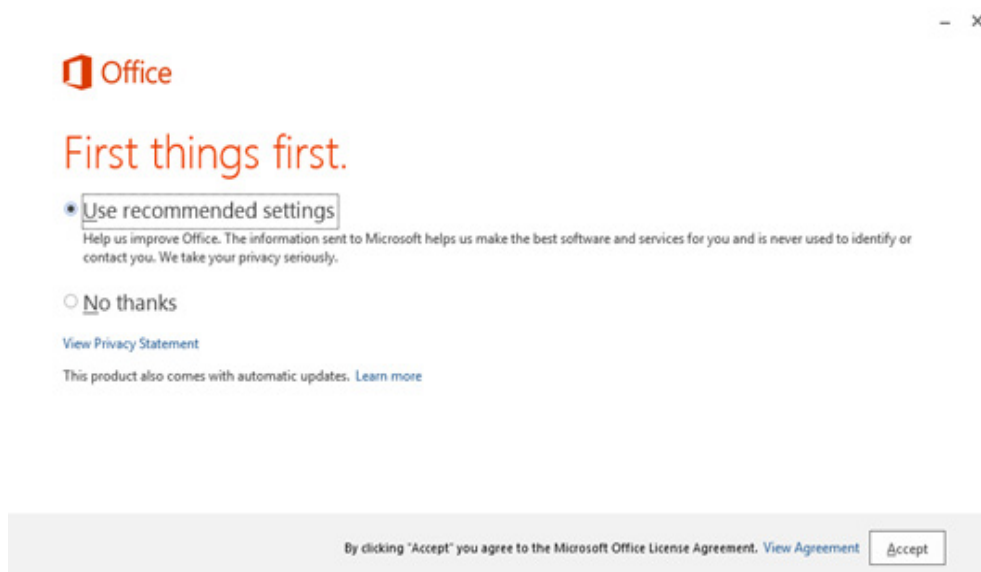 Office
First things first.
Use recommended settings
Help us improve Office. The information sent to Microsoft helps us make the best software and services for you and is never used to identify or
contact you. We take your privacy seriously.
No thanks
View Privacy Statement
This product also comes with automatic updates. Learn more
By clicking "Accept" you agree to the Microsoft Office License Agreement. View Agreement Accept